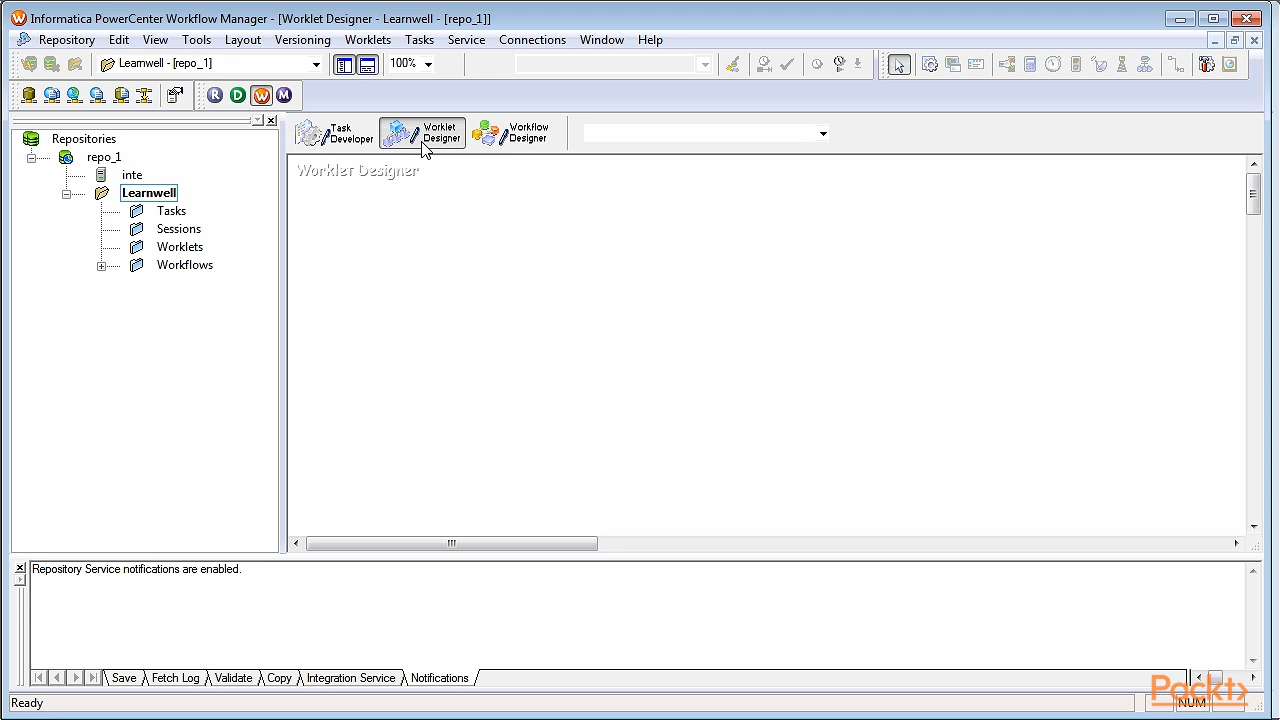 Informatica PowerCenter Workflow Manager - [Worklet Designer - Learnwell - [repo_1]]
Repository Edit View Tools Layout Versioning Worklets Tasks Service Connections Window Help
Learnwell - [repo_1] 100%
R D W M
Task Developer
Worklet Designer
Workflow Designer
Repositories
repo_1
inte
Learnwell
Tasks
Sessions
Worklets
Workflows
Worklet Designer
Repository Service notifications are enabled.
Save Fetch Log Validate Copy Integration Service Notifications
Packt
Ready NUM